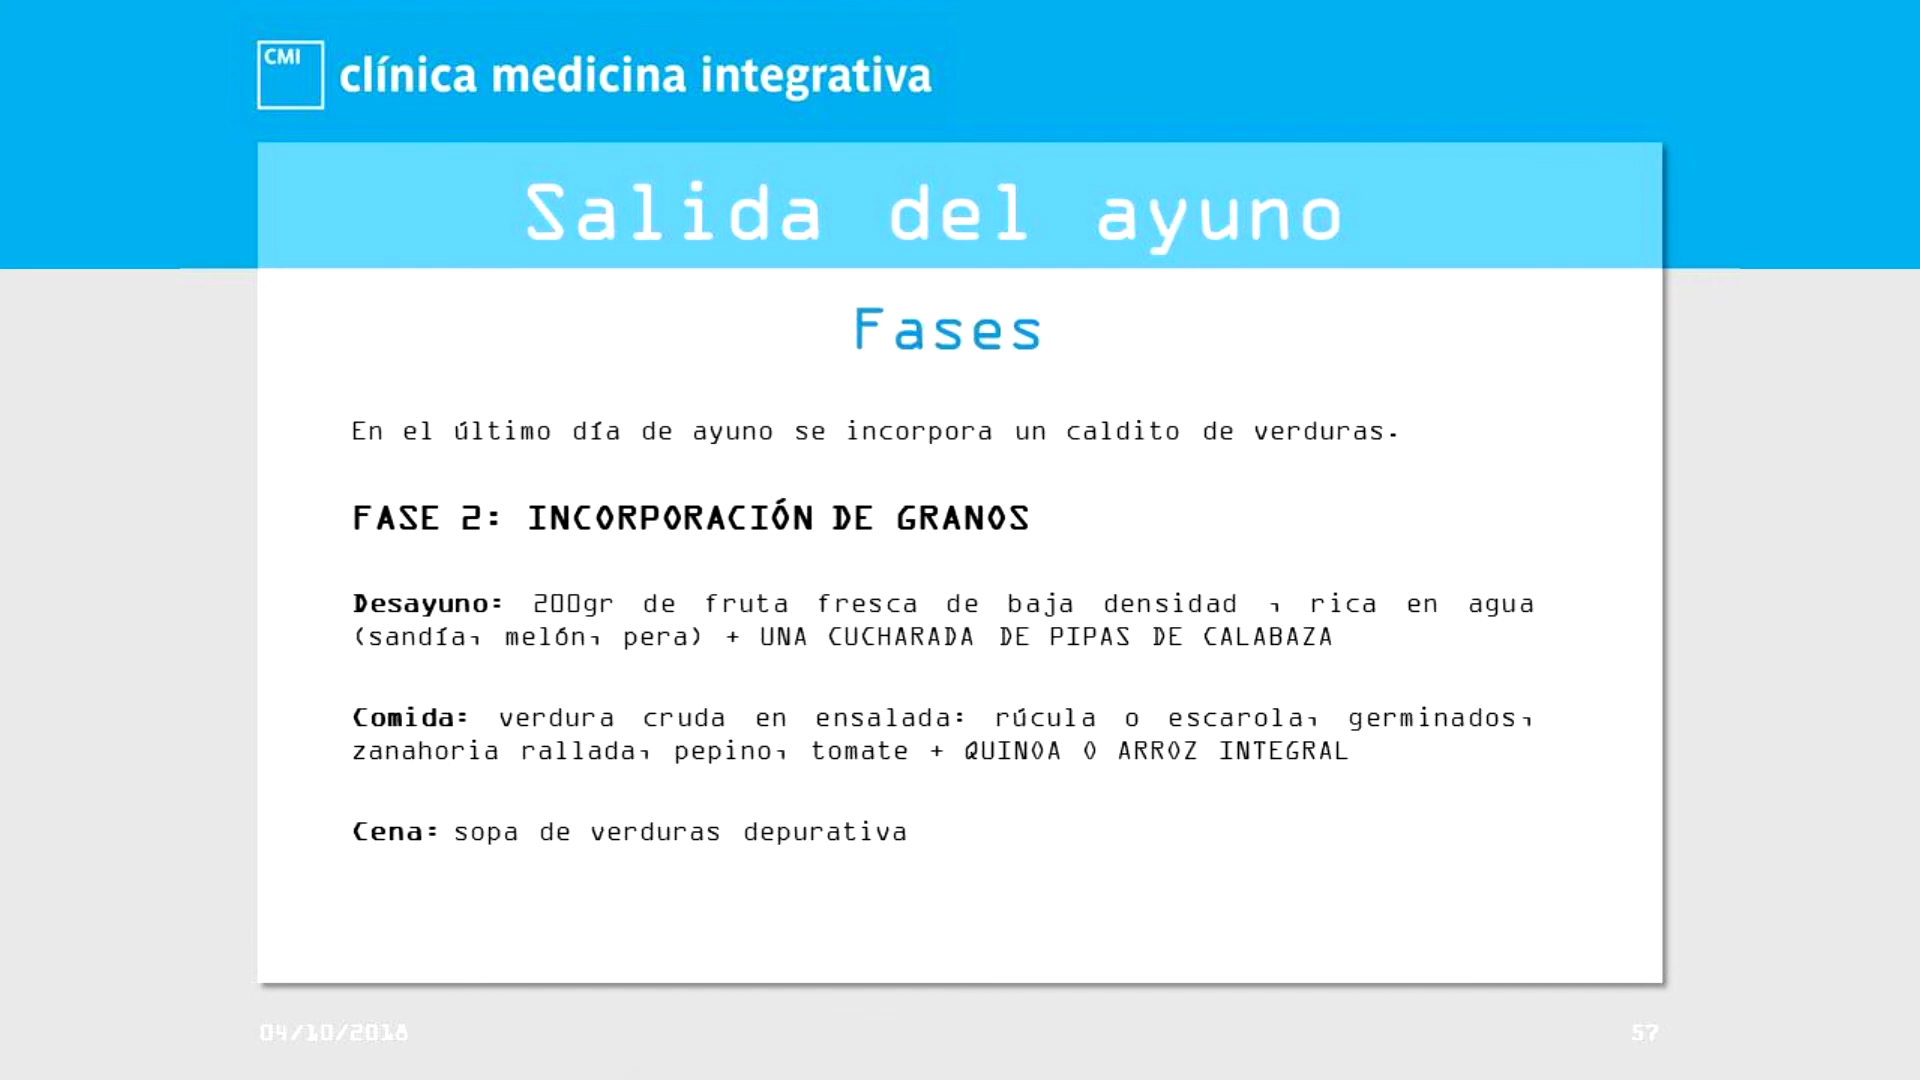 CMI
clínica medicina integrativa
Salida del ayuno
Fases
En el último día de ayuno se incorpora un caldito de verduras.
FASE 2: INCORPORACIÓN DE GRANOS
Desayuno: 200gr de fruta fresca de baja densidad , rica en agua
(sandía, melón, pera) + UNA CUCHARADA DE PIPAS DE CALABAZA
Comida: verdura cruda en ensalada: rúcula o escarola, germinados,
zanahoria rallada, pepino, tomate + QUINOA O ARROZ INTEGRAL
Cena: sopa de verduras depurativa
04/10/2018
57